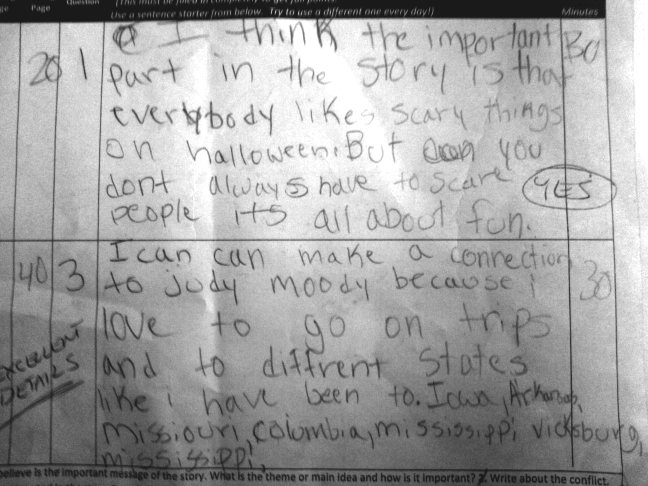 Page
Question
(This must be filled in completely to get full points.
Use a sentence starter from below. Try to use a different one every day!)
Minutes
20 1 I think the important 30
part in the story is that
everybody likes scary things
on halloween. But you
dont always have to scare YES
people its all about fun.
40 3 I can can make a connection 30
to judy moody because i
love to go on trips
and to diffrent states
EXCELLENT DETAILS
like i have been to. Iowa, Arkansas,
missiouri, columbia, mississippi vicksburg,
mississippi,
believe is the important message of the story. What is the theme or main idea and how is it important? 2. Write about the conflict.